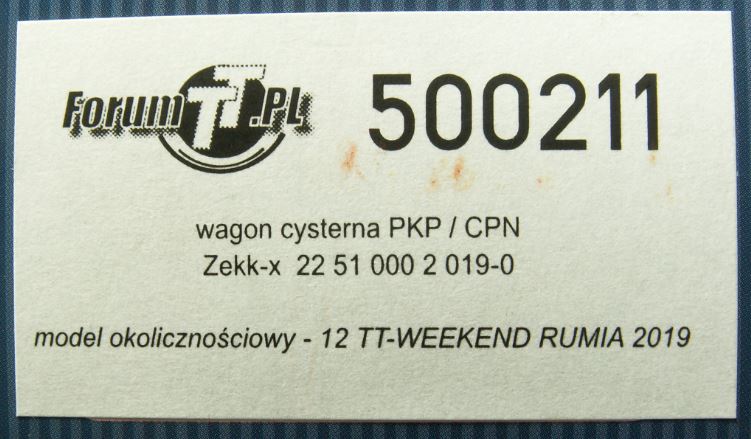 ForumTT.PL 500211
wagon cysterna PKP / CPN
Zekk-x 22 51 000 2 019-0
model okolicznościowy - 12 TT-WEEKEND RUMIA 2019